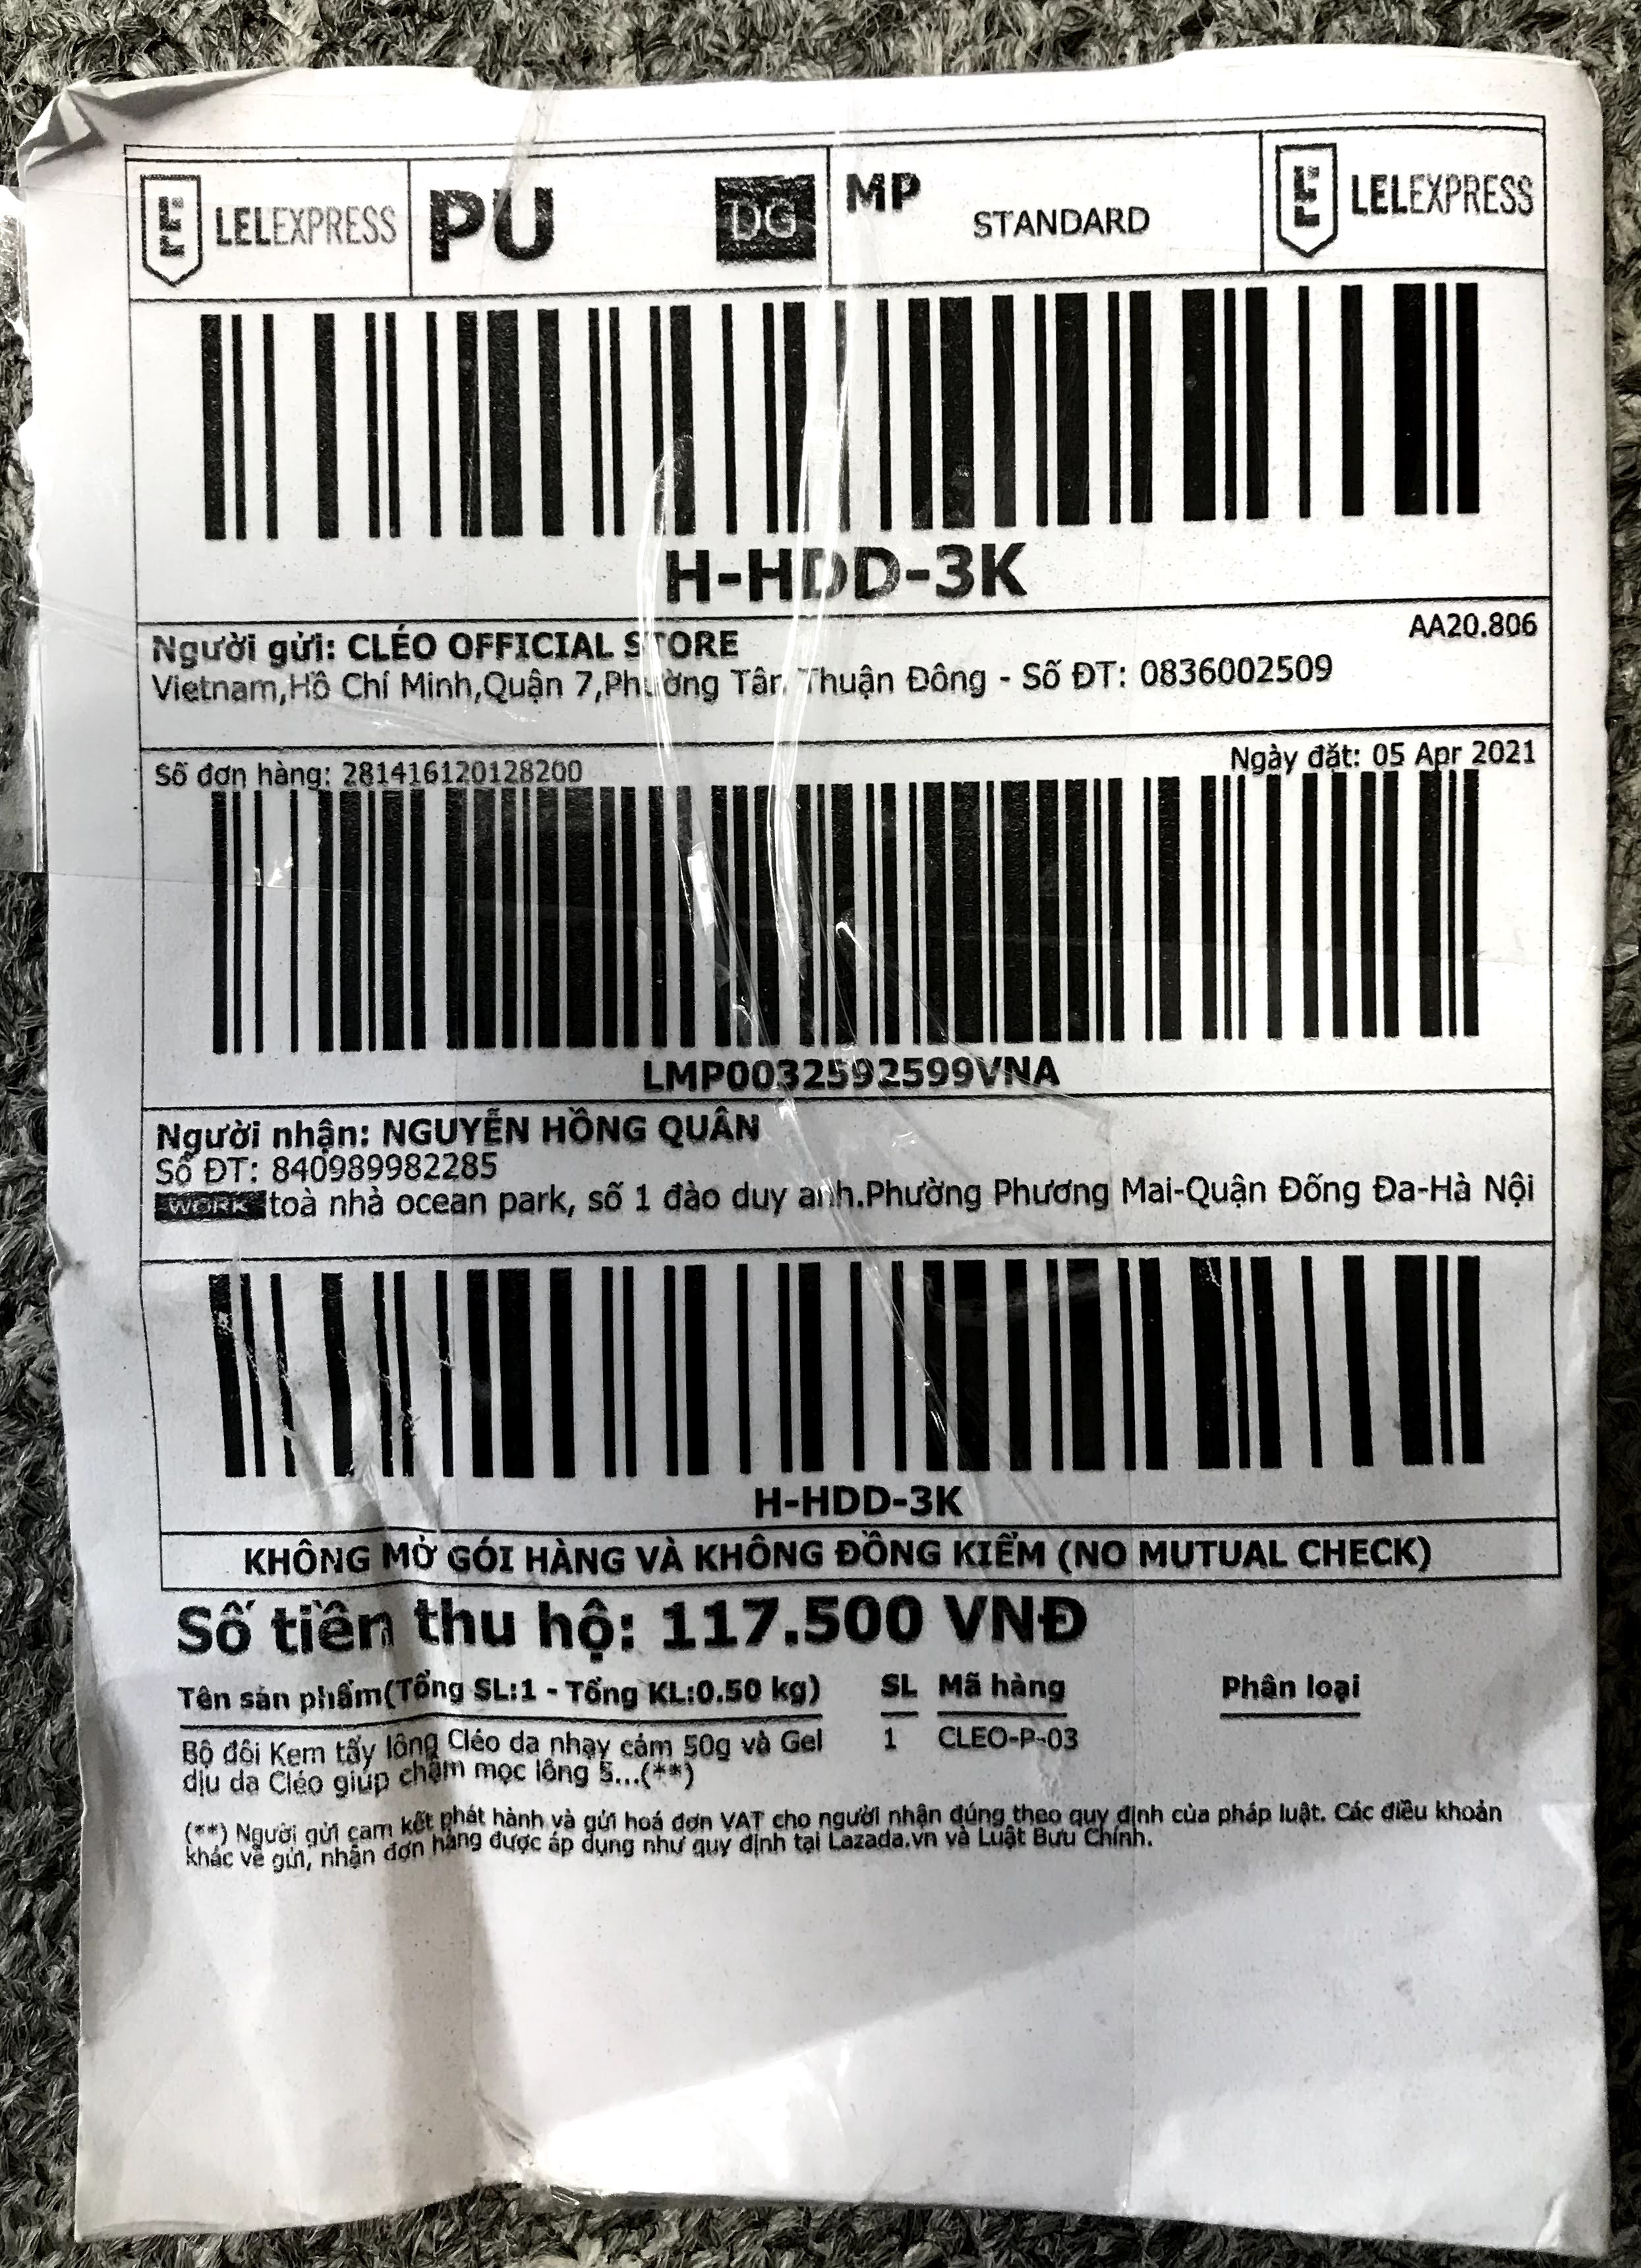 LELEXPRESS PU DG MP STANDARD LELEXPRESS
H-HDD-3K
AA20.806
Người gửi: CLÉO OFFICIAL STORE
Vietnam,Hồ Chí Minh,Quận 7,Phường Tân Thuận Đông - Số ĐT: 0836002509
Số đơn hàng: 281416120128200
Ngày đặt: 05 Apr 2021
LMP0032592599VNA
Người nhận: NGUYỄN HỒNG QUÂN
Số ĐT: 840989982285
WORK toà nhà ocean park, số 1 đào duy anh.Phường Phương Mai-Quận Đống Đa-Hà Nội
H-HDD-3K
KHÔNG MỞ GÓI HÀNG VÀ KHÔNG ĐỒNG KIỂM (NO MUTUAL CHECK)
Số tiền thu hộ: 117.500 VNĐ
Tên sản phẩm(Tổng SL:1 - Tổng KL:0.50 kg) SL Mã hàng Phân loại
Bộ đôi Kem tẩy lông Cléo da nhạy cảm 50g và Gel 1 CLEO-P-03
dịu da Cléo giúp chậm mọc lông 5...(**)
(**) Người gửi cam kết phát hành và gửi hoá đơn VAT cho người nhận đúng theo quy định của pháp luật. Các điều khoản
khác về gửi, nhận đơn hàng được áp dụng như quy định tại Lazada.vn và Luật Bưu Chính.